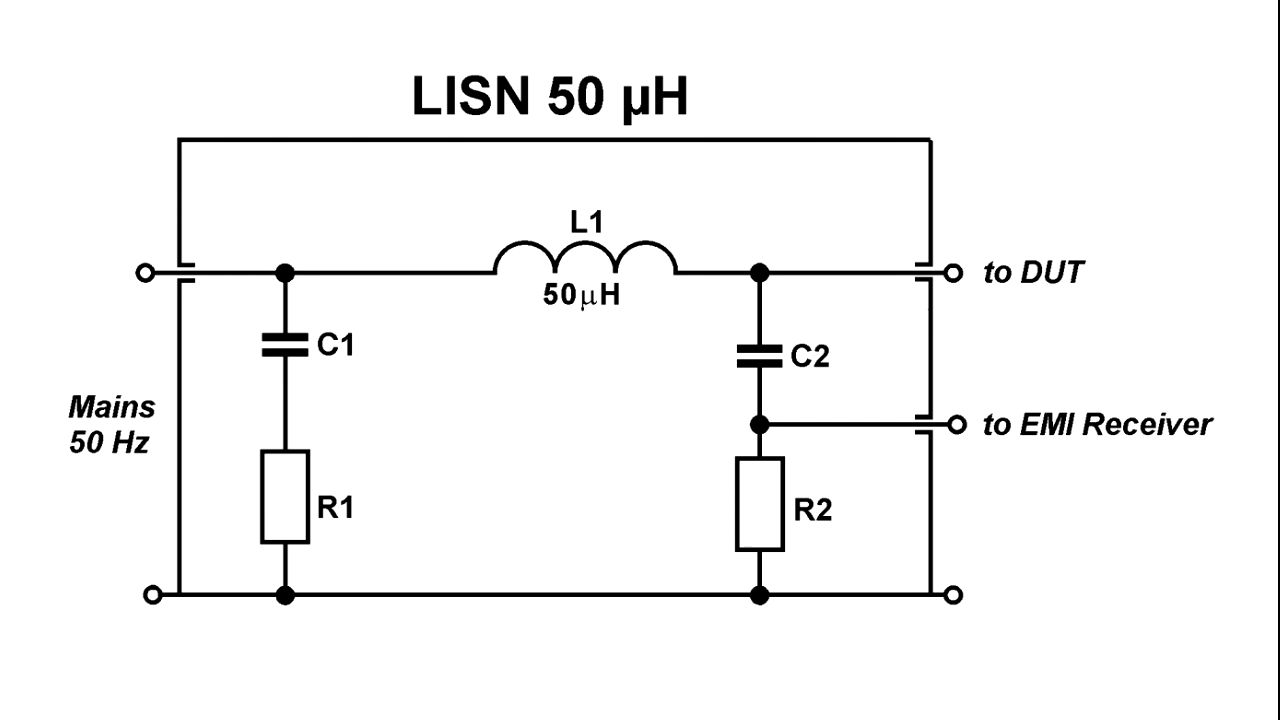 LISN 50 µH
L1
50µH
to DUT
C1
C2
Mains
50 Hz
to EMI Receiver
R1
R2